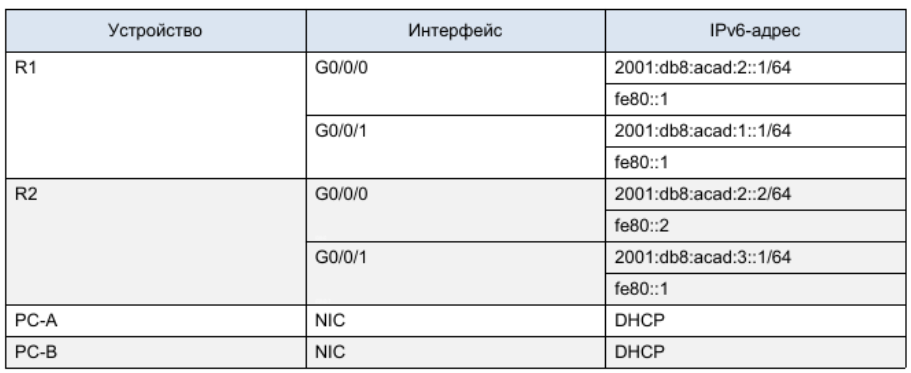 Устройство Интерфейс IPv6-адрес
R1 G0/0/0 2001:db8:acad:2::1/64
fe80::1
G0/0/1 2001:db8:acad:1::1/64
fe80::1
R2 G0/0/0 2001:db8:acad:2::2/64
fe80::2
G0/0/1 2001:db8:acad:3::1/64
fe80::1
PC-A NIC DHCP
PC-B NIC DHCP